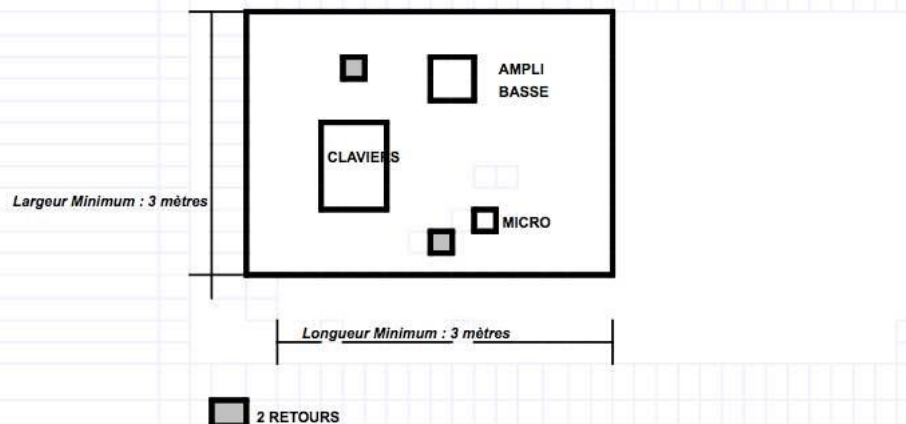 AMPLI
BASSE
CLAVIERS
Largeur Minimum : 3 mètres
MICRO
Longueur Minimum : 3 mètres
2 RETOURS